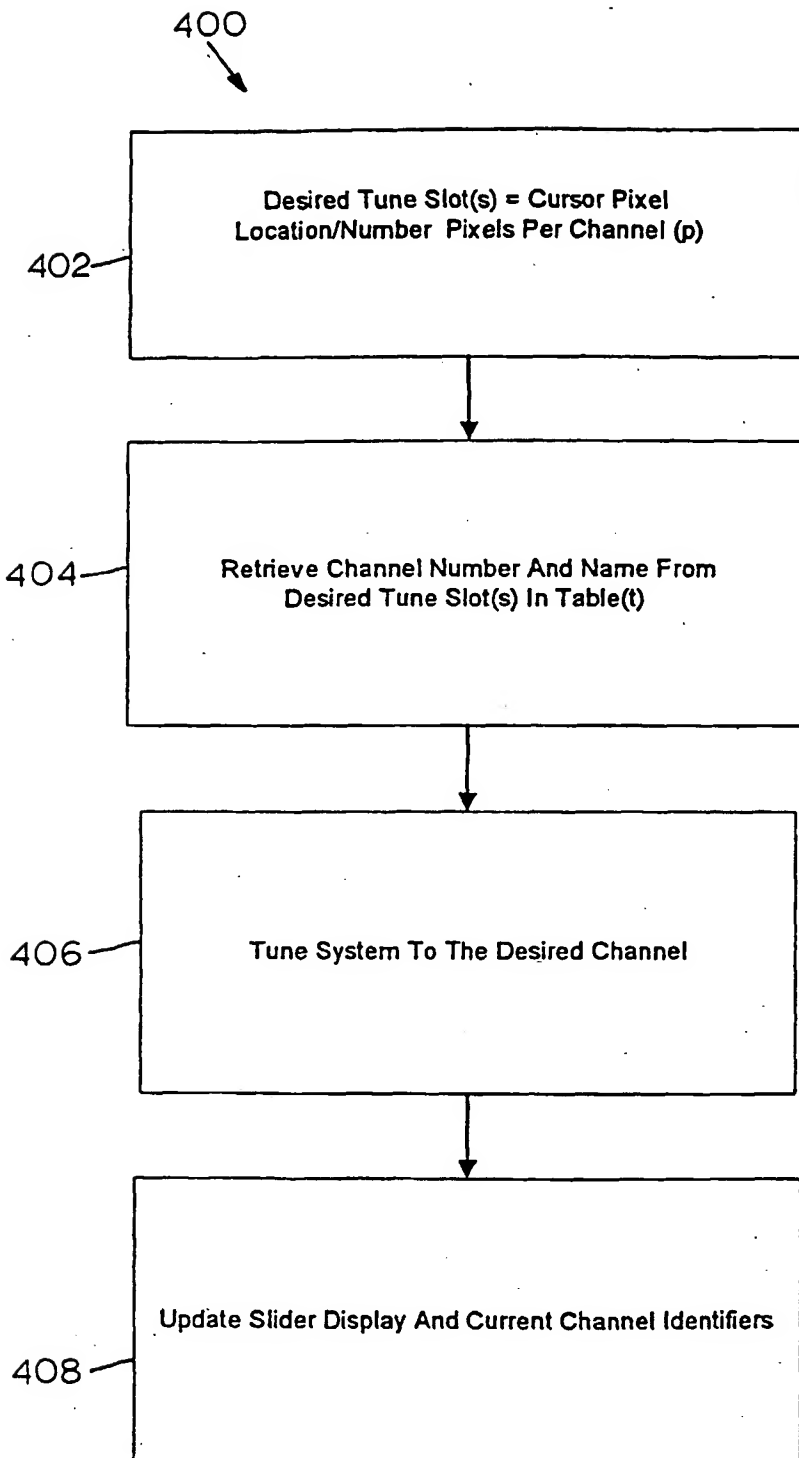 400
Desired Tune Slot(s) = Cursor Pixel
Location/Number Pixels Per Channel (p)
402
Retrieve Channel Number And Name From
Desired Tune Slot(s) In Table(t)
404
Tune System To The Desired Channel
406
Update Slider Display And Current Channel Identifiers
408